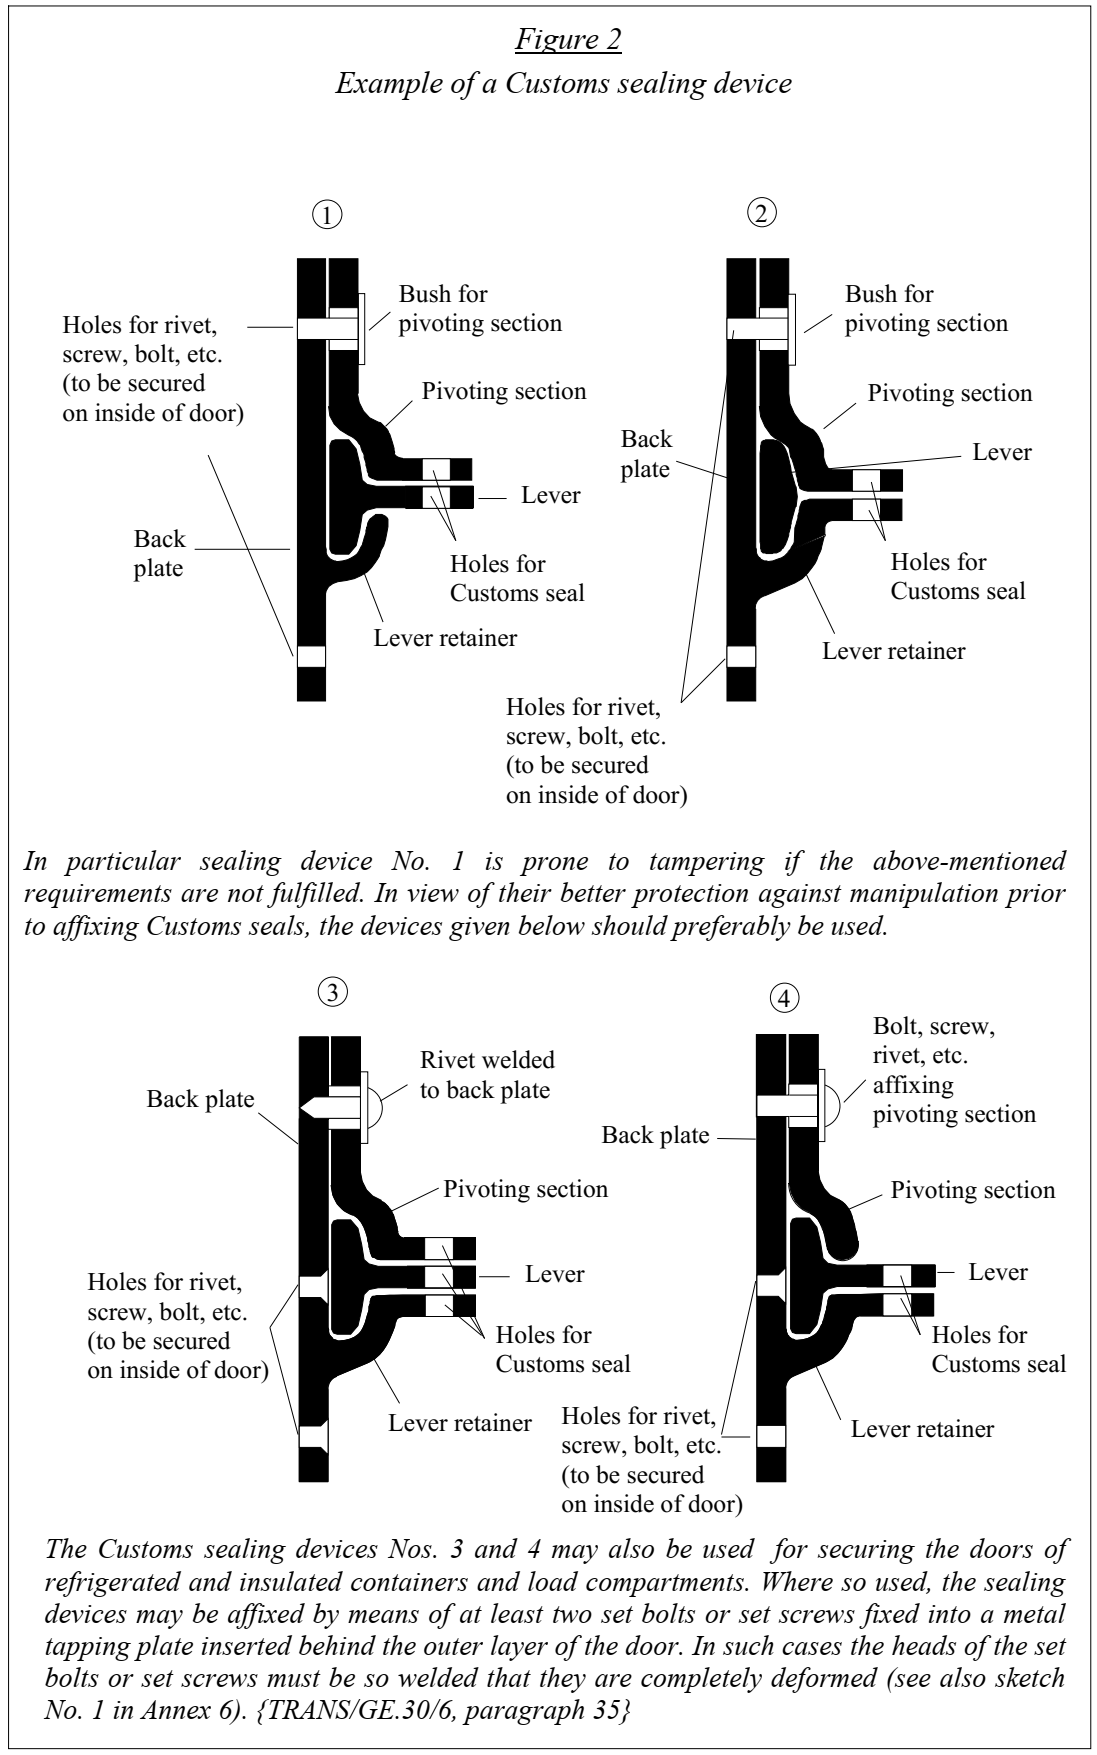 Figure 2
Example of a Customs sealing device
1
2
Holes for rivet,
screw, bolt, etc.
(to be secured
on inside of door)
Bush for
pivoting section
Pivoting section
Lever
Back
plate
Holes for
Customs seal
Lever retainer
Bush for
pivoting section
Pivoting section
Back
plate
Lever
Holes for
Customs seal
Lever retainer
Holes for rivet,
screw, bolt, etc.
(to be secured
on inside of door)
In particular sealing device No. 1 is prone to tampering if the above-mentioned
requirements are not fulfilled. In view of their better protection against manipulation prior
to affixing Customs seals, the devices given below should preferably be used.
3
4
Back plate
Rivet welded
to back plate
Pivoting section
Holes for rivet,
screw, bolt, etc.
(to be secured
on inside of door)
Lever
Holes for
Customs seal
Lever retainer
Bolt, screw,
rivet, etc.
affixing
pivoting section
Back plate
Pivoting section
Lever
Holes for
Customs seal
Lever retainer
Holes for rivet,
screw, bolt, etc.
(to be secured
on inside of door)
The Customs sealing devices Nos. 3 and 4 may also be used for securing the doors of
refrigerated and insulated containers and load compartments. Where so used, the sealing
devices may be affixed by means of at least two set bolts or set screws fixed into a metal
tapping plate inserted behind the outer layer of the door. In such cases the heads of the set
bolts or set screws must be so welded that they are completely deformed (see also sketch
No. 1 in Annex 6). {TRANS/GE.30/6, paragraph 35}